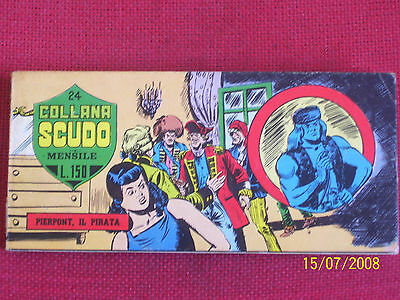 24
COLLANA
SCUDO
MENSILE
L. 150
PIERPONT, IL PIRATA
15/07/2008